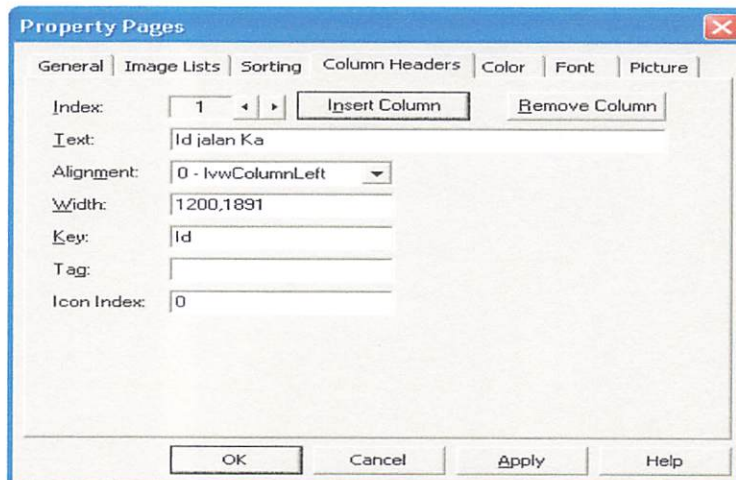 Property Pages
General Image Lists Sorting Column Headers Color Font Picture
Index: 1 Insert Column Remove Column
Text: Id jalan Ka
Alignment: 0 - lvwColumnLeft
Width: 1200,1891
Key: Id
Tag:
Icon Index: 0
OK Cancel Apply Help